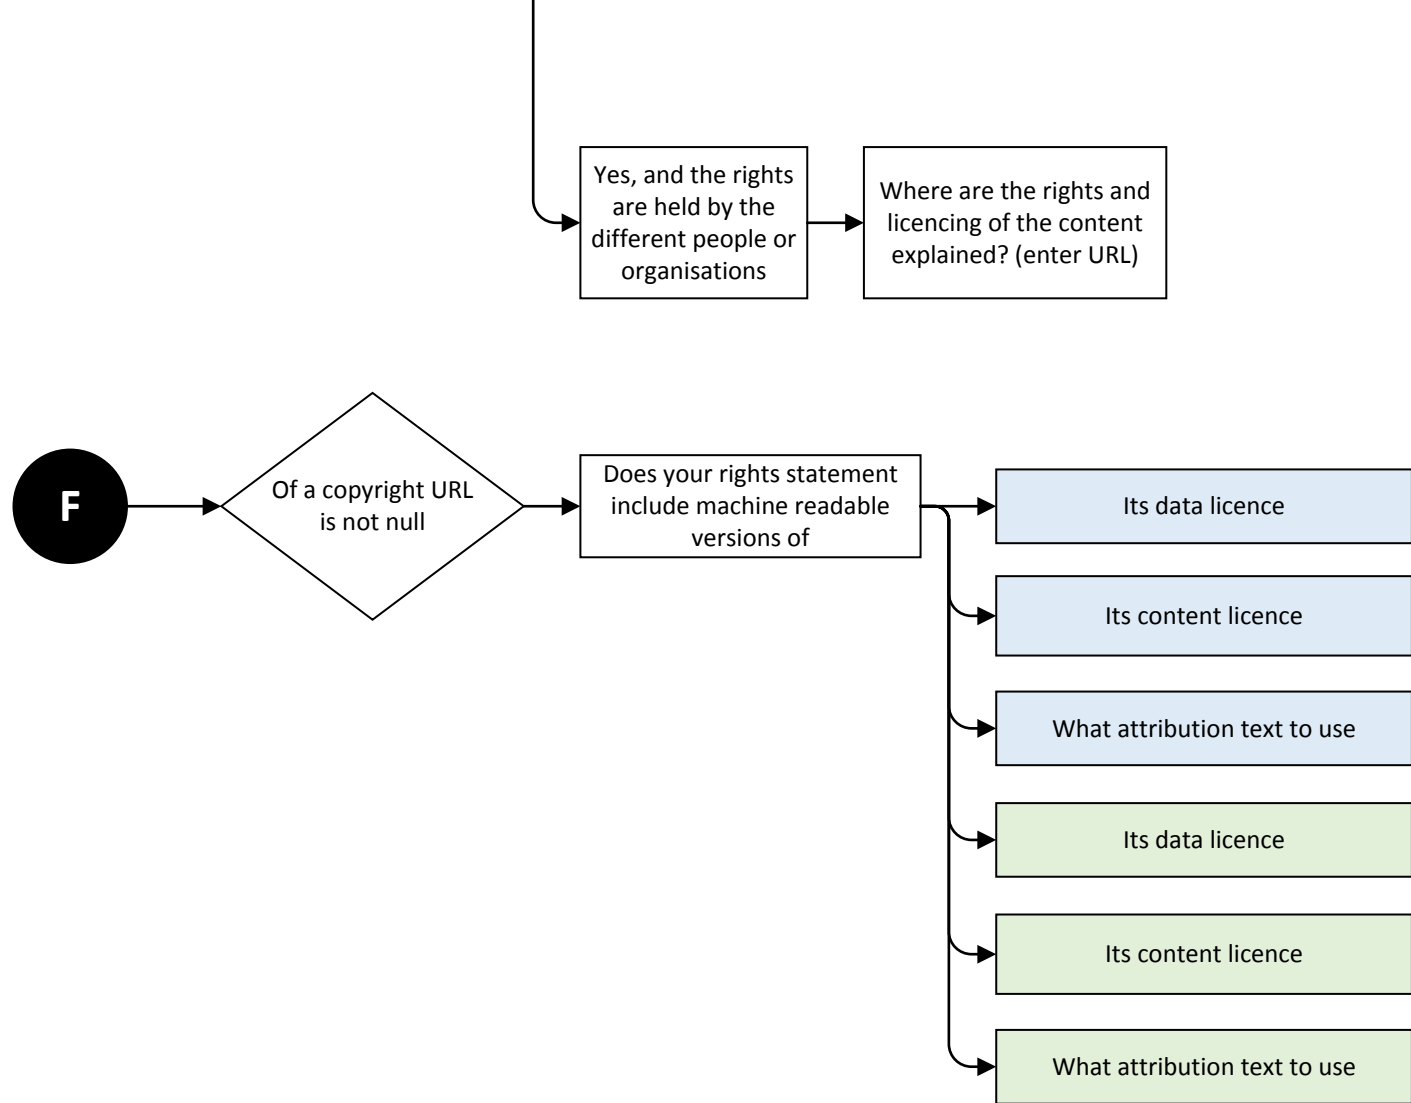 Yes, and the rights
are held by the
different people or
organisations
Where are the rights and
licencing of the content
explained? (enter URL)
F
Of a copyright URL
is not null
Does your rights statement
include machine readable
versions of
Its data licence
Its content licence
What attribution text to use
Its data licence
Its content licence
What attribution text to use